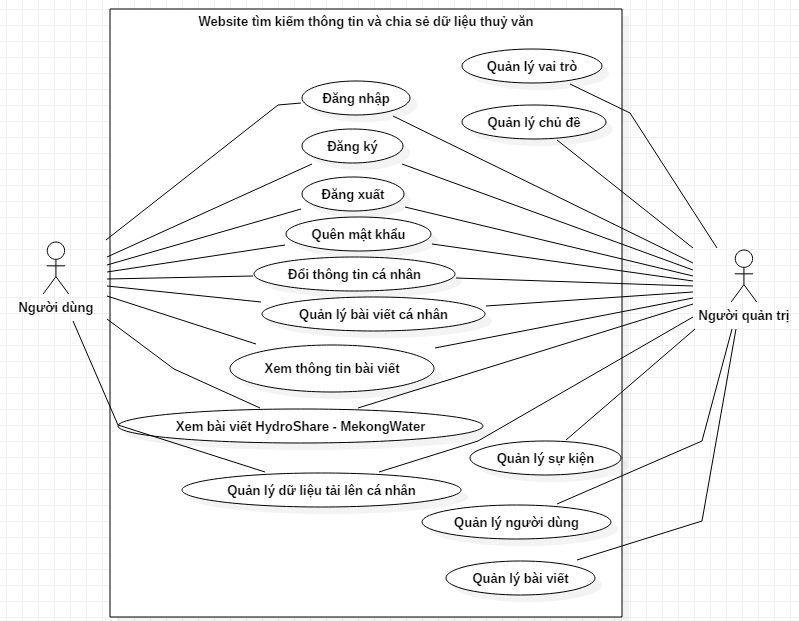 Website tìm kiếm thông tin và chia sẻ dữ liệu thuỷ văn
Quản lý vai trò
Đăng nhập
Quản lý chủ đề
Đăng ký
Đăng xuất
Quên mật khẩu
Đổi thông tin cá nhân
Người dùng
Quản lý bài viết cá nhân
Người quản trị
Xem thông tin bài viết
Xem bài viết HydroShare - MekongWater
Quản lý sự kiện
Quản lý dữ liệu tải lên cá nhân
Quản lý người dùng
Quản lý bài viết